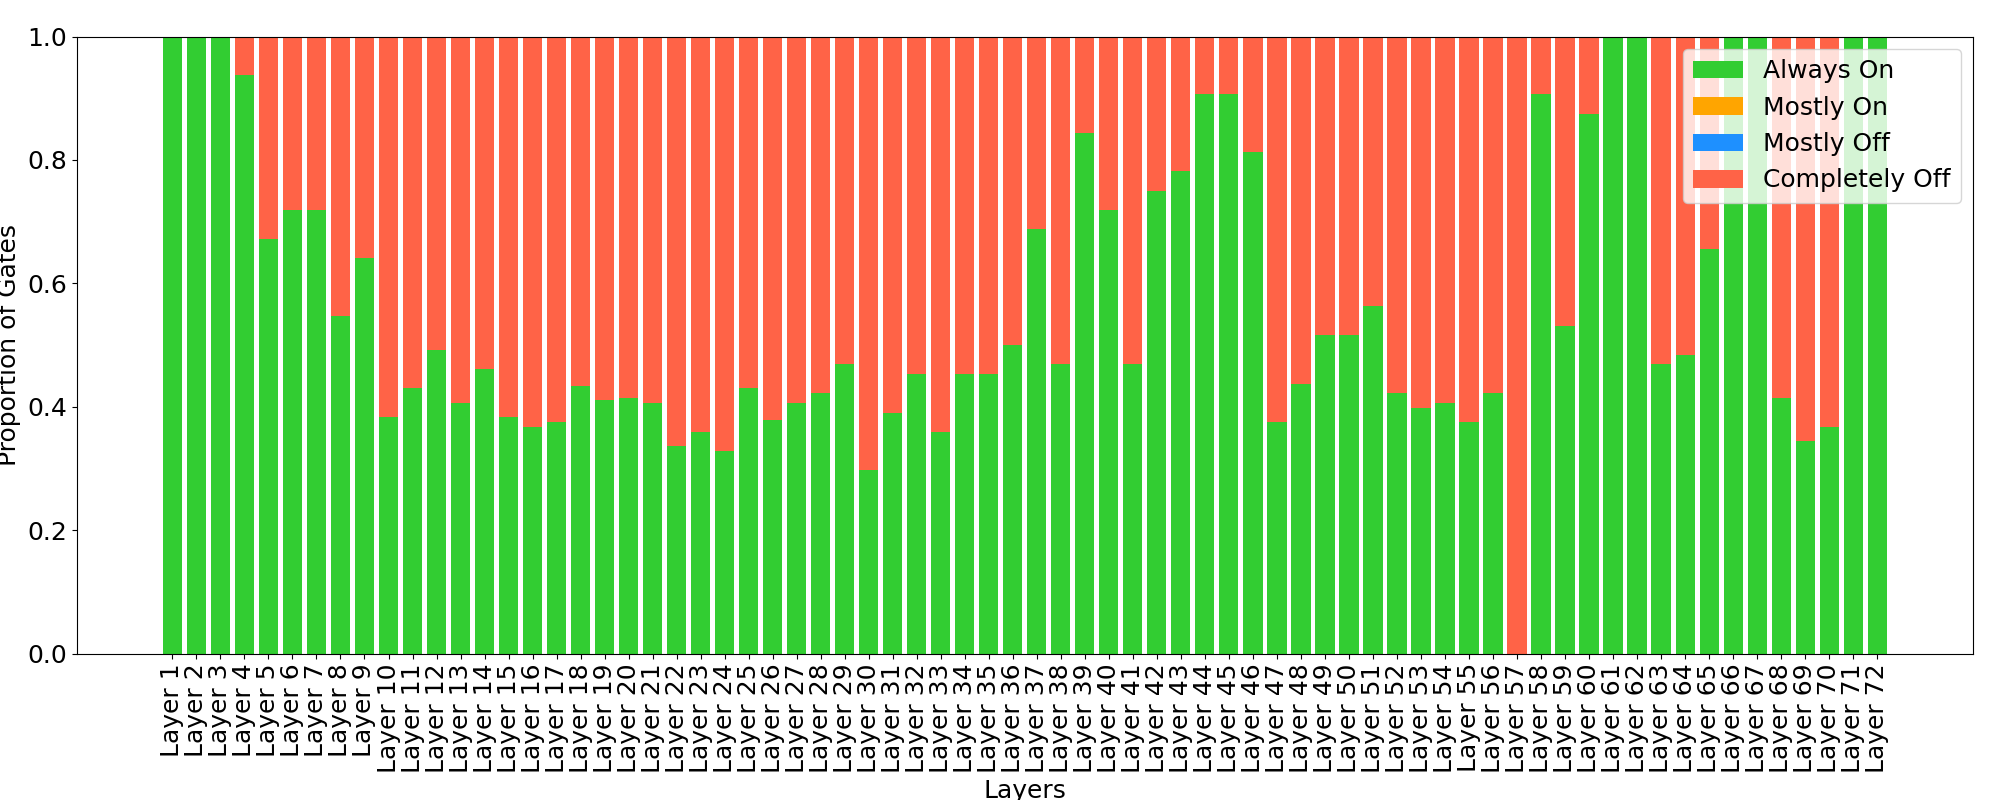 Proportion of Gates
1.0
0.8
0.6
0.4
0.2
0.0
Always On
Mostly On
Mostly Off
Completely Off
Layer 1
Layer 2
Layer 3
Layer 4
Layer 5
Layer 6
Layer 7
Layer 8
Layer 9
Layer 10
Layer 11
Layer 12
Layer 13
Layer 14
Layer 15
Layer 16
Layer 17
Layer 18
Layer 19
Layer 20
Layer 21
Layer 22
Layer 23
Layer 24
Layer 25
Layer 26
Layer 27
Layer 28
Layer 29
Layer 30
Layer 31
Layer 32
Layer 33
Layer 34
Layer 35
Layer 36
Layer 37
Layer 38
Layer 39
Layer 40
Layer 41
Layer 42
Layer 43
Layer 44
Layer 45
Layer 46
Layer 47
Layer 48
Layer 49
Layer 50
Layer 51
Layer 52
Layer 53
Layer 54
Layer 55
Layer 56
Layer 57
Layer 58
Layer 59
Layer 60
Layer 61
Layer 62
Layer 63
Layer 64
Layer 65
Layer 66
Layer 67
Layer 68
Layer 69
Layer 70
Layer 71
Layer 72
Layers